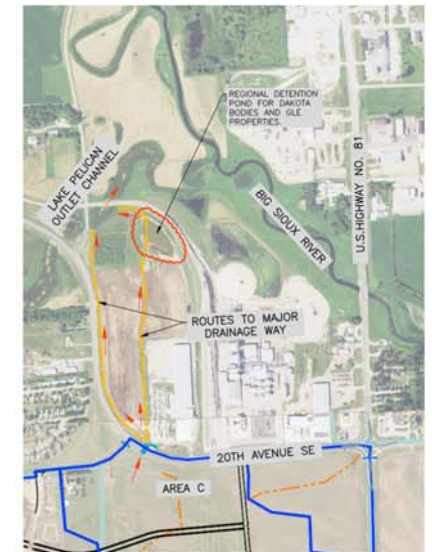 REGIONAL DETENTION
POND FOR DAKOTA
BODIES AND GLE
PROPERTIES.
LAKE PELICAN
OUTLET CHANNEL
BIG SIOUX
RIVER
U.S.HIGHWAY NO. 81
ROUTES TO MAJOR
DRAINAGE WAY
20TH AVENUE SE
AREA C